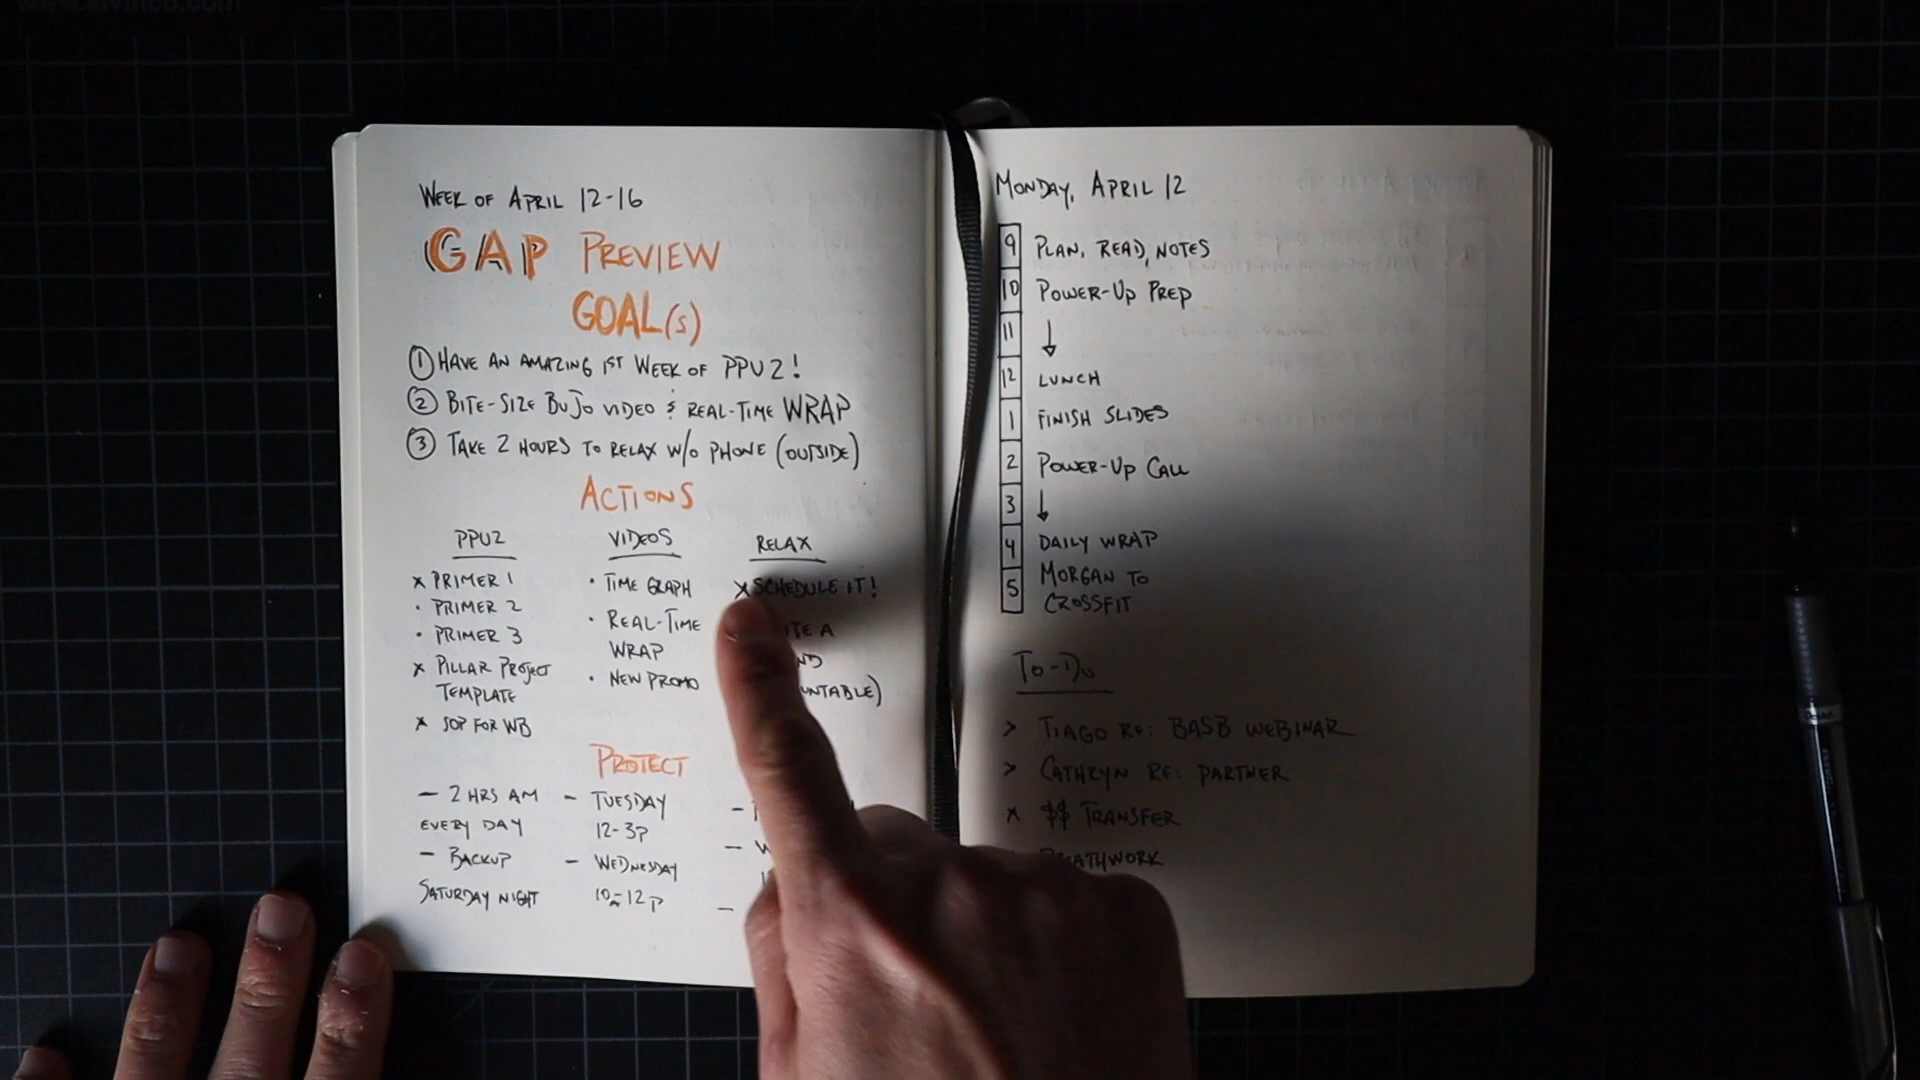 WEEK OF APRIL 12-16
GAP PREVIEW
GOAL(S)
① HAVE AN AMAZING 1ST WEEK OF PPU2!
② BITE-SIZE BUJO VIDEO & REAL-TIME WRAP
③ TAKE 2 HOURS TO RELAX W/O PHONE (OUTSIDE)
ACTIONS
PPU2
x PRIMER 1
• PRIMER 2
• PRIMER 3
x PILLAR PROJECT
TEMPLATE
x SOP FOR WB
VIDEOS
• TIME GRAPH
• REAL-TIME
WRAP
• NEW PROMO
RELAX
x SCHEDULE IT!
A
PROTECT
– 2 HRS AM
EVERY DAY
– BACKUP
SATURDAY NIGHT
– TUESDAY
12-3P
– WEDNESDAY
10-12P
MONDAY, APRIL 12
9 PLAN, READ, NOTES
10 POWER-UP PREP
11 ↓
12 LUNCH
1 FINISH SLIDES
2 POWER-UP CALL
3 ↓
4 DAILY WRAP
5 MORGAN TO
CROSSFIT
TO-DO
> TIAGO RE: BASB WEBINAR
> CATHRYN RE: PARTNER
x $$ TRANSFER